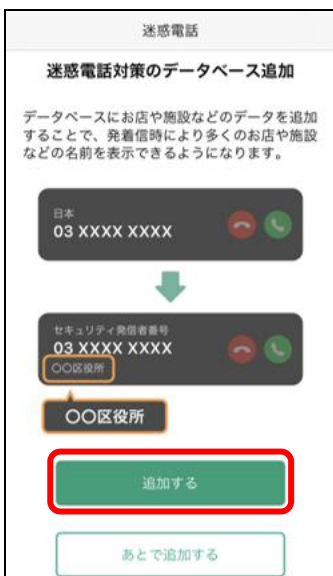 迷惑電話
迷惑電話対策のデータベース追加
データベースにお店や施設などのデータを追加
することで、発着信時により多くのお店や施設
などの名前を表示できるようになります。
日本
03 XXXX XXXX
セキュリティ発信者番号
03 XXXX XXXX
〇〇区役所
〇〇区役所
追加する
あとで追加する